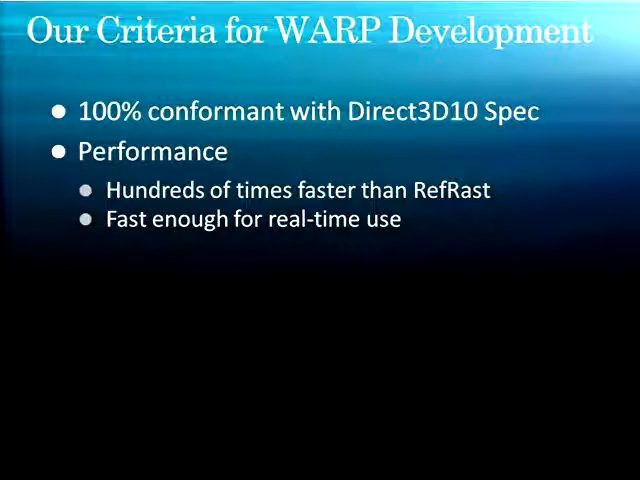 Our Criteria for WARP Development
100% conformant with Direct3D10 Spec
Performance
Hundreds of times faster than RefRast
Fast enough for real-time use